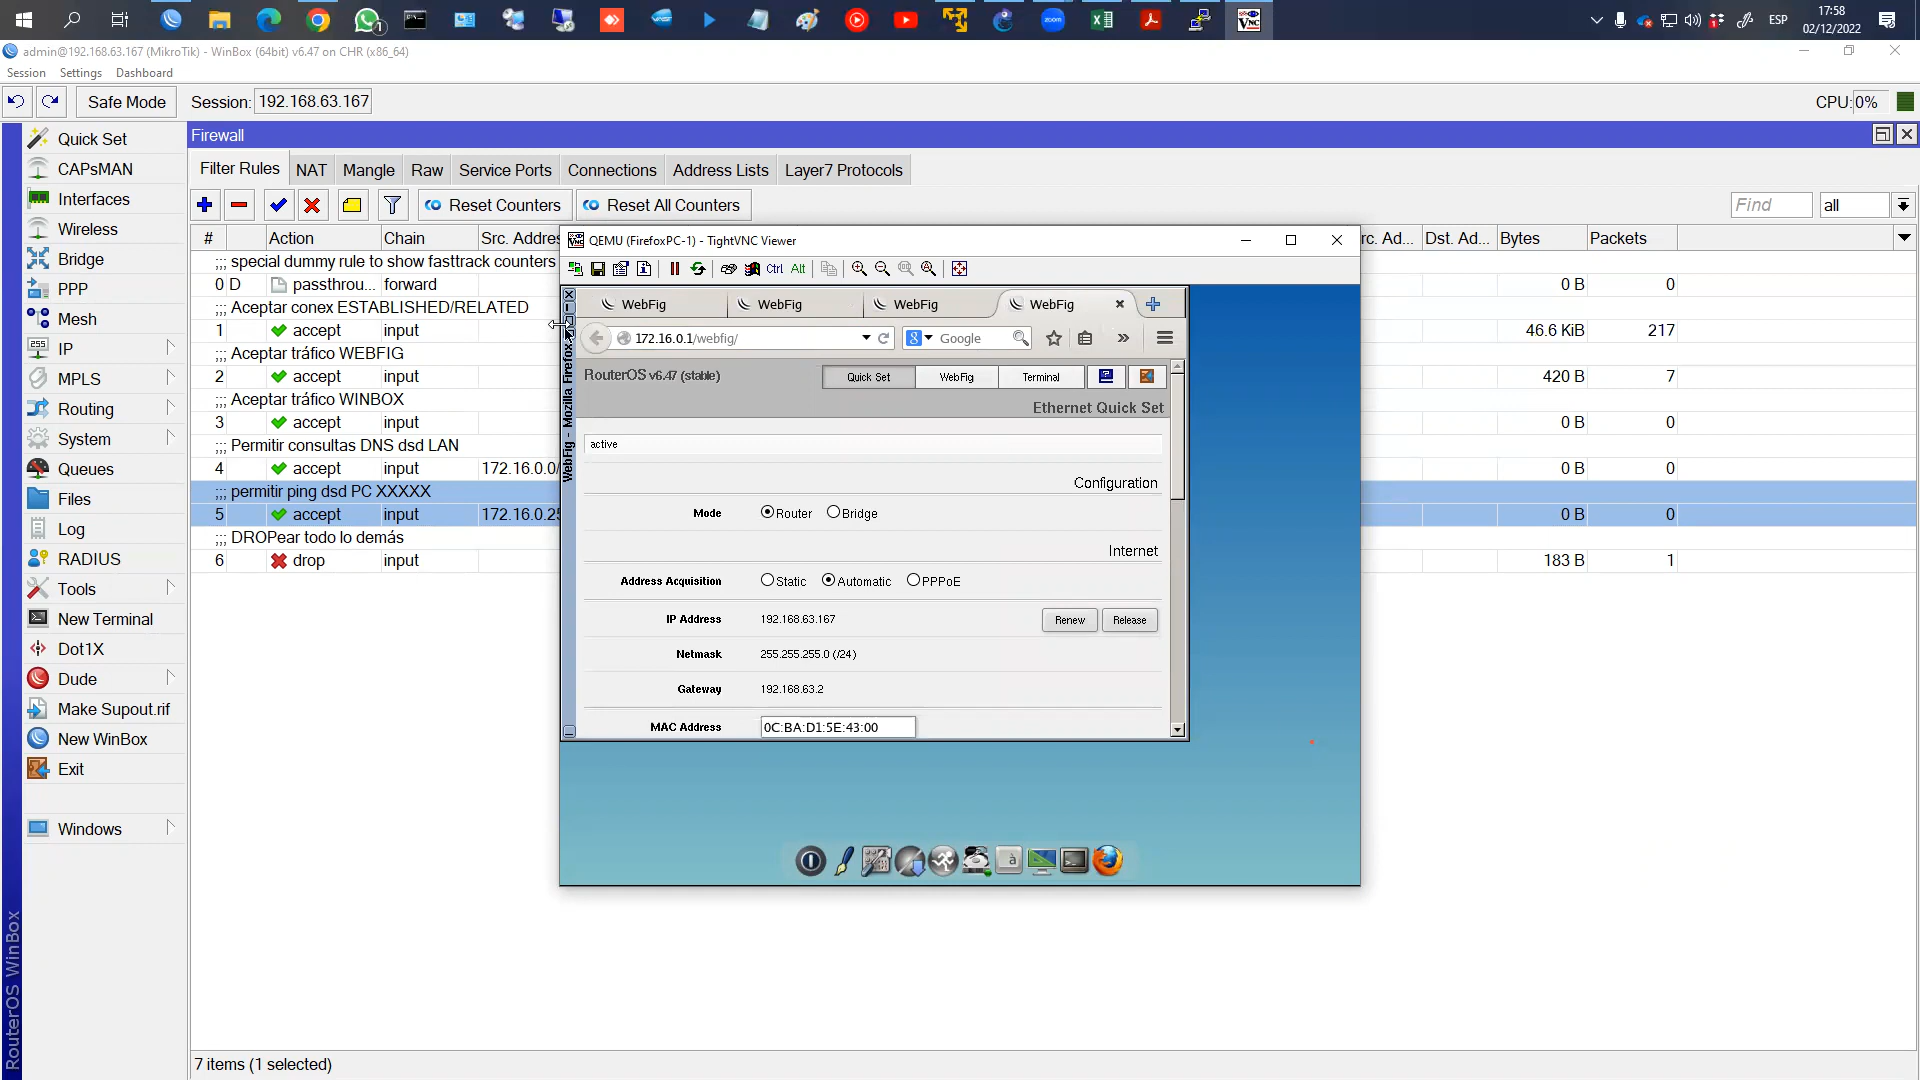 ESP
17:58
02/12/2022
admin@192.168.63.167 (MikroTik) - WinBox (64bit) v6.47 on CHR (x86_64)
Session Settings Dashboard
Safe Mode Session: 192.168.63.167 CPU: 0%
Quick Set
CAPsMAN
Interfaces
Wireless
Bridge
PPP
Mesh
IP
MPLS
Routing
System
Queues
Files
Log
RADIUS
Tools
New Terminal
Dot1X
Dude
Make Supout.rif
New WinBox
Exit
Windows
RouterOS WinBox
Firewall
Filter Rules NAT Mangle Raw Service Ports Connections Address Lists Layer7 Protocols
Reset Counters Reset All Counters Find all
# Action Chain Src. Addres rc. Ad... Dst. Ad... Bytes Packets
;;; special dummy rule to show fasttrack counters
0 D passthrou... forward 0 B 0
;;; Aceptar conex ESTABLISHED/RELATED
1 accept input 46.6 KiB 217
;;; Aceptar tráfico WEBFIG
2 accept input 420 B 7
;;; Aceptar tráfico WINBOX
3 accept input 0 B 0
;;; Permitir consultas DNS dsd LAN
4 accept input 172.16.0.0/ 0 B 0
;;; permitir ping dsd PC XXXXX
5 accept input 172.16.0.25 0 B 0
;;; DROPear todo lo demás
6 drop input 183 B 1
7 items (1 selected)
QEMU (FirefoxPC-1) - TightVNC Viewer
Ctrl Alt
WebFig - Mozilla Firefox
WebFig WebFig WebFig WebFig
172.16.0.1/webfig/ Google
RouterOS v6.47 (stable) Quick Set WebFig Terminal
Ethernet Quick Set
active
Configuration
Mode Router Bridge
Internet
Address Acquisition Static Automatic PPPoE
IP Address 192.168.63.167 Renew Release
Netmask 255.255.255.0 (/24)
Gateway 192.168.63.2
MAC Address 0C:BA:D1:5E:43:00